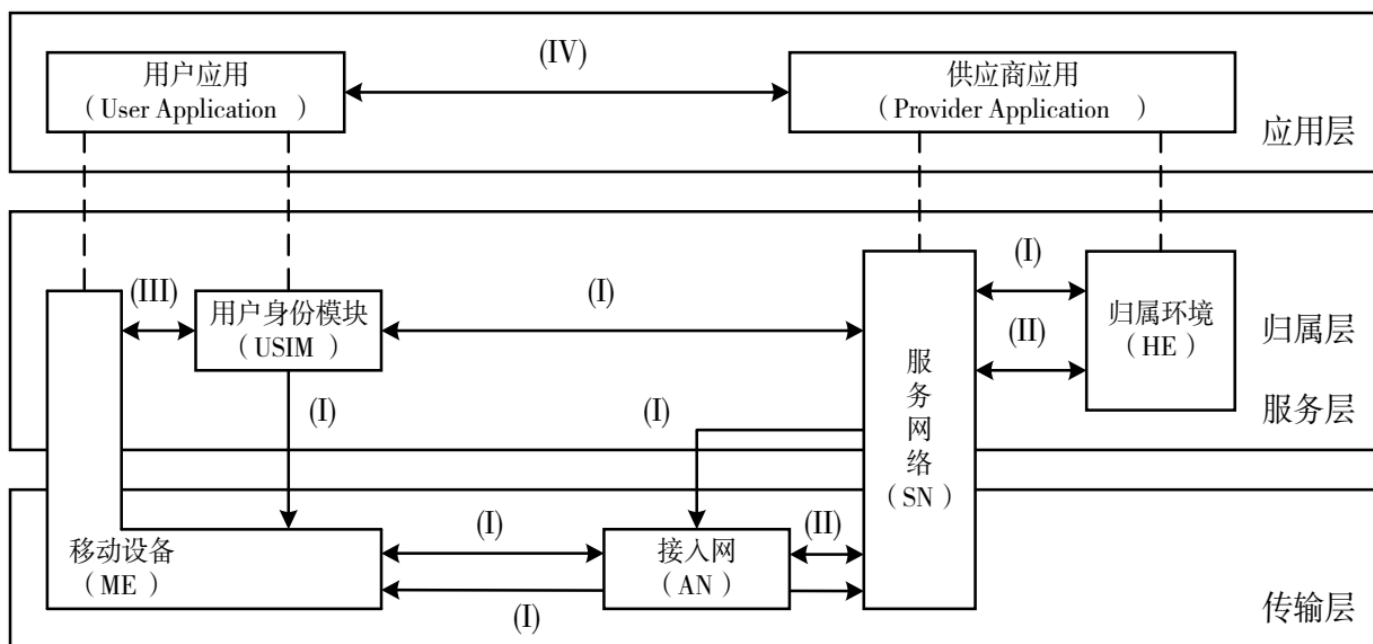 (IV)
用户应用
（User Application ）
供应商应用
（Provider Application ）
应用层
(III)
用户身份模块
（USIM ）
(I)
(I)
(II)
归属环境
（HE ）
归属层
服务层
(I)
(I)
服
务
网
络
（SN ）
移动设备
（ME ）
(I)
(I)
接入网
（AN ）
(II)
传输层